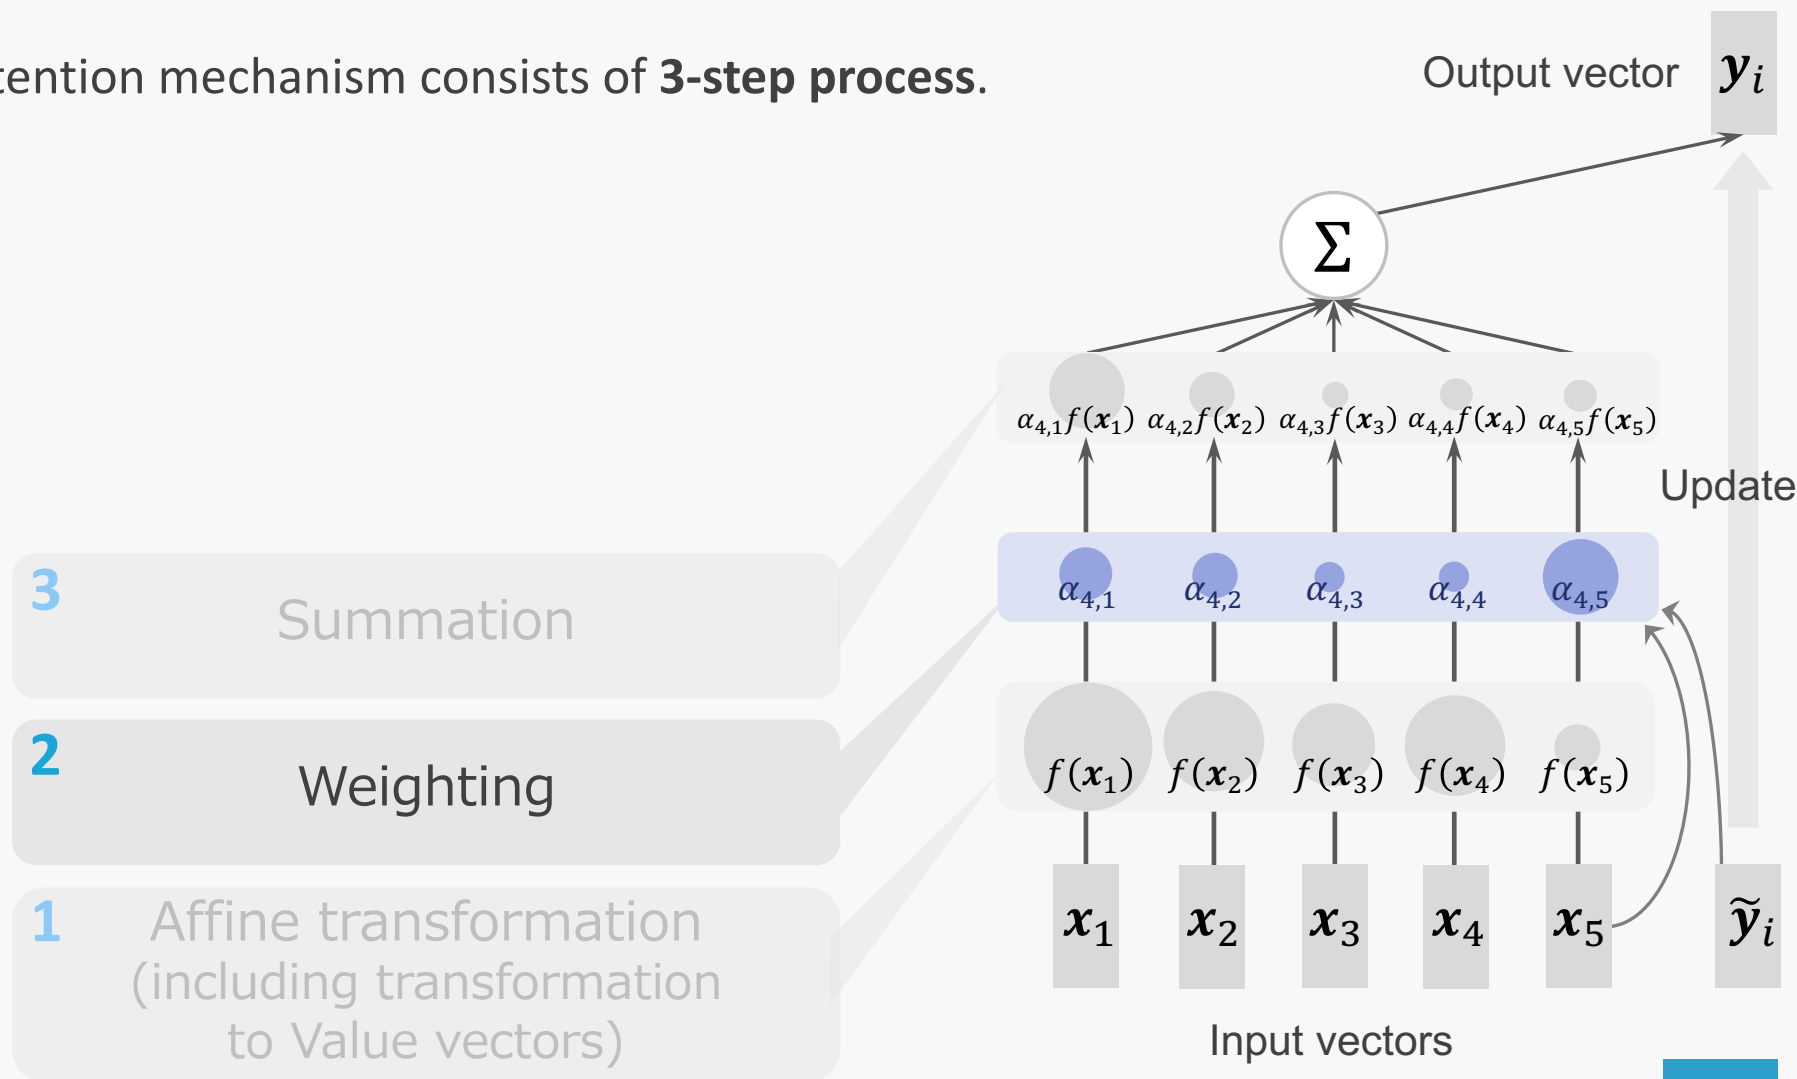 tention mechanism consists of 3-step process.
Output vector
𝒚ᵢ
Σ
α₄,₁f(𝒙₁) α₄,₂f(𝒙₂) α₄,₃f(𝒙₃) α₄,₄f(𝒙₄) α₄,₅f(𝒙₅)
Update
α₄,₁ α₄,₂ α₄,₃ α₄,₄ α₄,₅
3
Summation
f(𝒙₁) f(𝒙₂) f(𝒙₃) f(𝒙₄) f(𝒙₅)
2
Weighting
1
Affine transformation
(including transformation
to Value vectors)
𝒙₁ 𝒙₂ 𝒙₃ 𝒙₄ 𝒙₅ 𝒚̃ᵢ
Input vectors